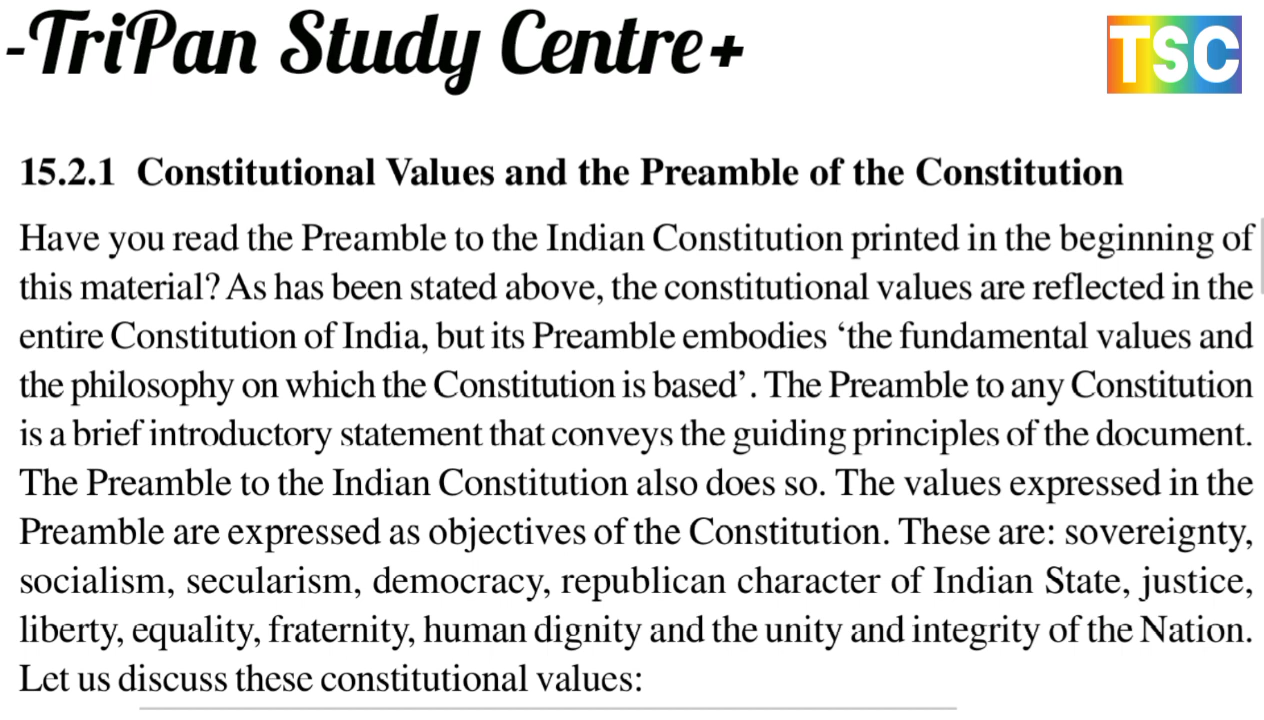 -TriPan Study Centre+
TSC
15.2.1 Constitutional Values and the Preamble of the Constitution
Have you read the Preamble to the Indian Constitution printed in the beginning of
this material? As has been stated above, the constitutional values are reflected in the
entire Constitution of India, but its Preamble embodies ‘the fundamental values and
the philosophy on which the Constitution is based’. The Preamble to any Constitution
is a brief introductory statement that conveys the guiding principles of the document.
The Preamble to the Indian Constitution also does so. The values expressed in the
Preamble are expressed as objectives of the Constitution. These are: sovereignty,
socialism, secularism, democracy, republican character of Indian State, justice,
liberty, equality, fraternity, human dignity and the unity and integrity of the Nation.
Let us discuss these constitutional values: